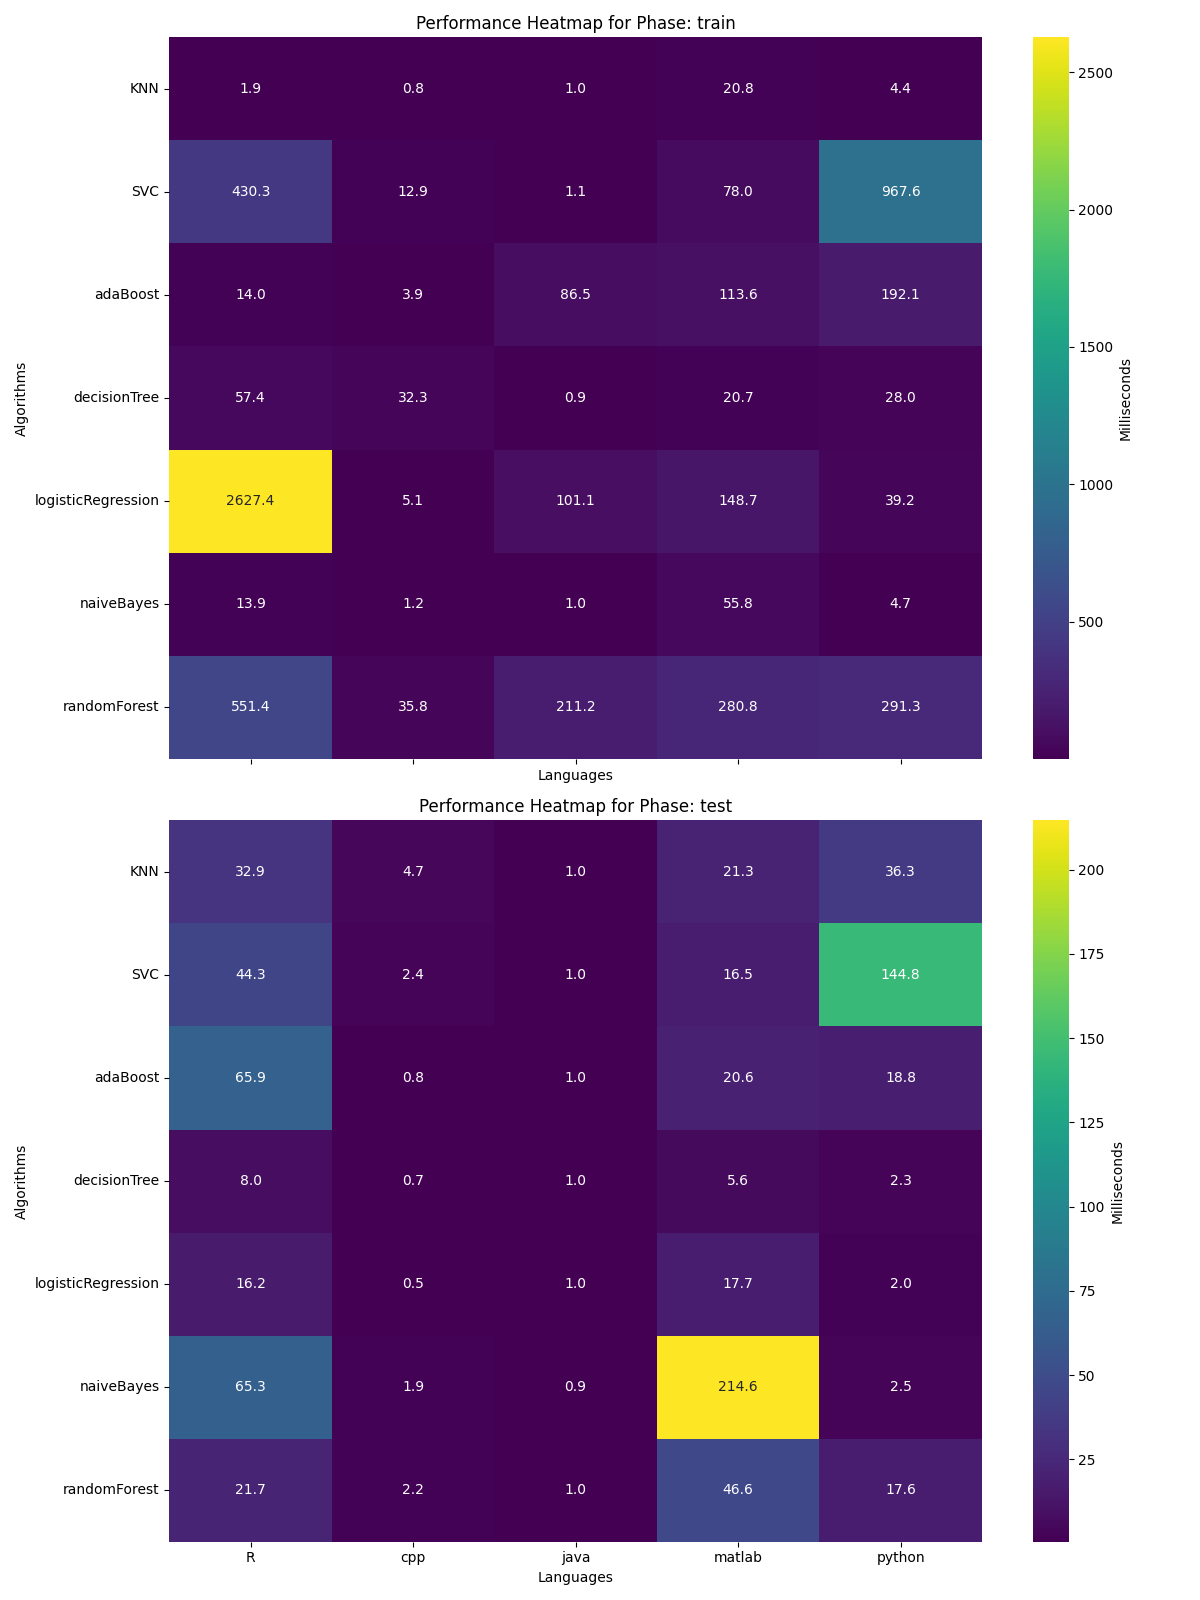 Performance Heatmap for Phase: train
KNN 1.9 0.8 1.0 20.8 4.4
SVC 430.3 12.9 1.1 78.0 967.6
adaBoost 14.0 3.9 86.5 113.6 192.1
decisionTree 57.4 32.3 0.9 20.7 28.0
logisticRegression 2627.4 5.1 101.1 148.7 39.2
naiveBayes 13.9 1.2 1.0 55.8 4.7
randomForest 551.4 35.8 211.2 280.8 291.3
Algorithms
Languages
2500
2000
1500
1000
500
Milliseconds
Performance Heatmap for Phase: test
KNN 32.9 4.7 1.0 21.3 36.3
SVC 44.3 2.4 1.0 16.5 144.8
adaBoost 65.9 0.8 1.0 20.6 18.8
decisionTree 8.0 0.7 1.0 5.6 2.3
logisticRegression 16.2 0.5 1.0 17.7 2.0
naiveBayes 65.3 1.9 0.9 214.6 2.5
randomForest 21.7 2.2 1.0 46.6 17.6
R cpp java matlab python
Algorithms
Languages
200
175
150
125
100
75
50
25
Milliseconds